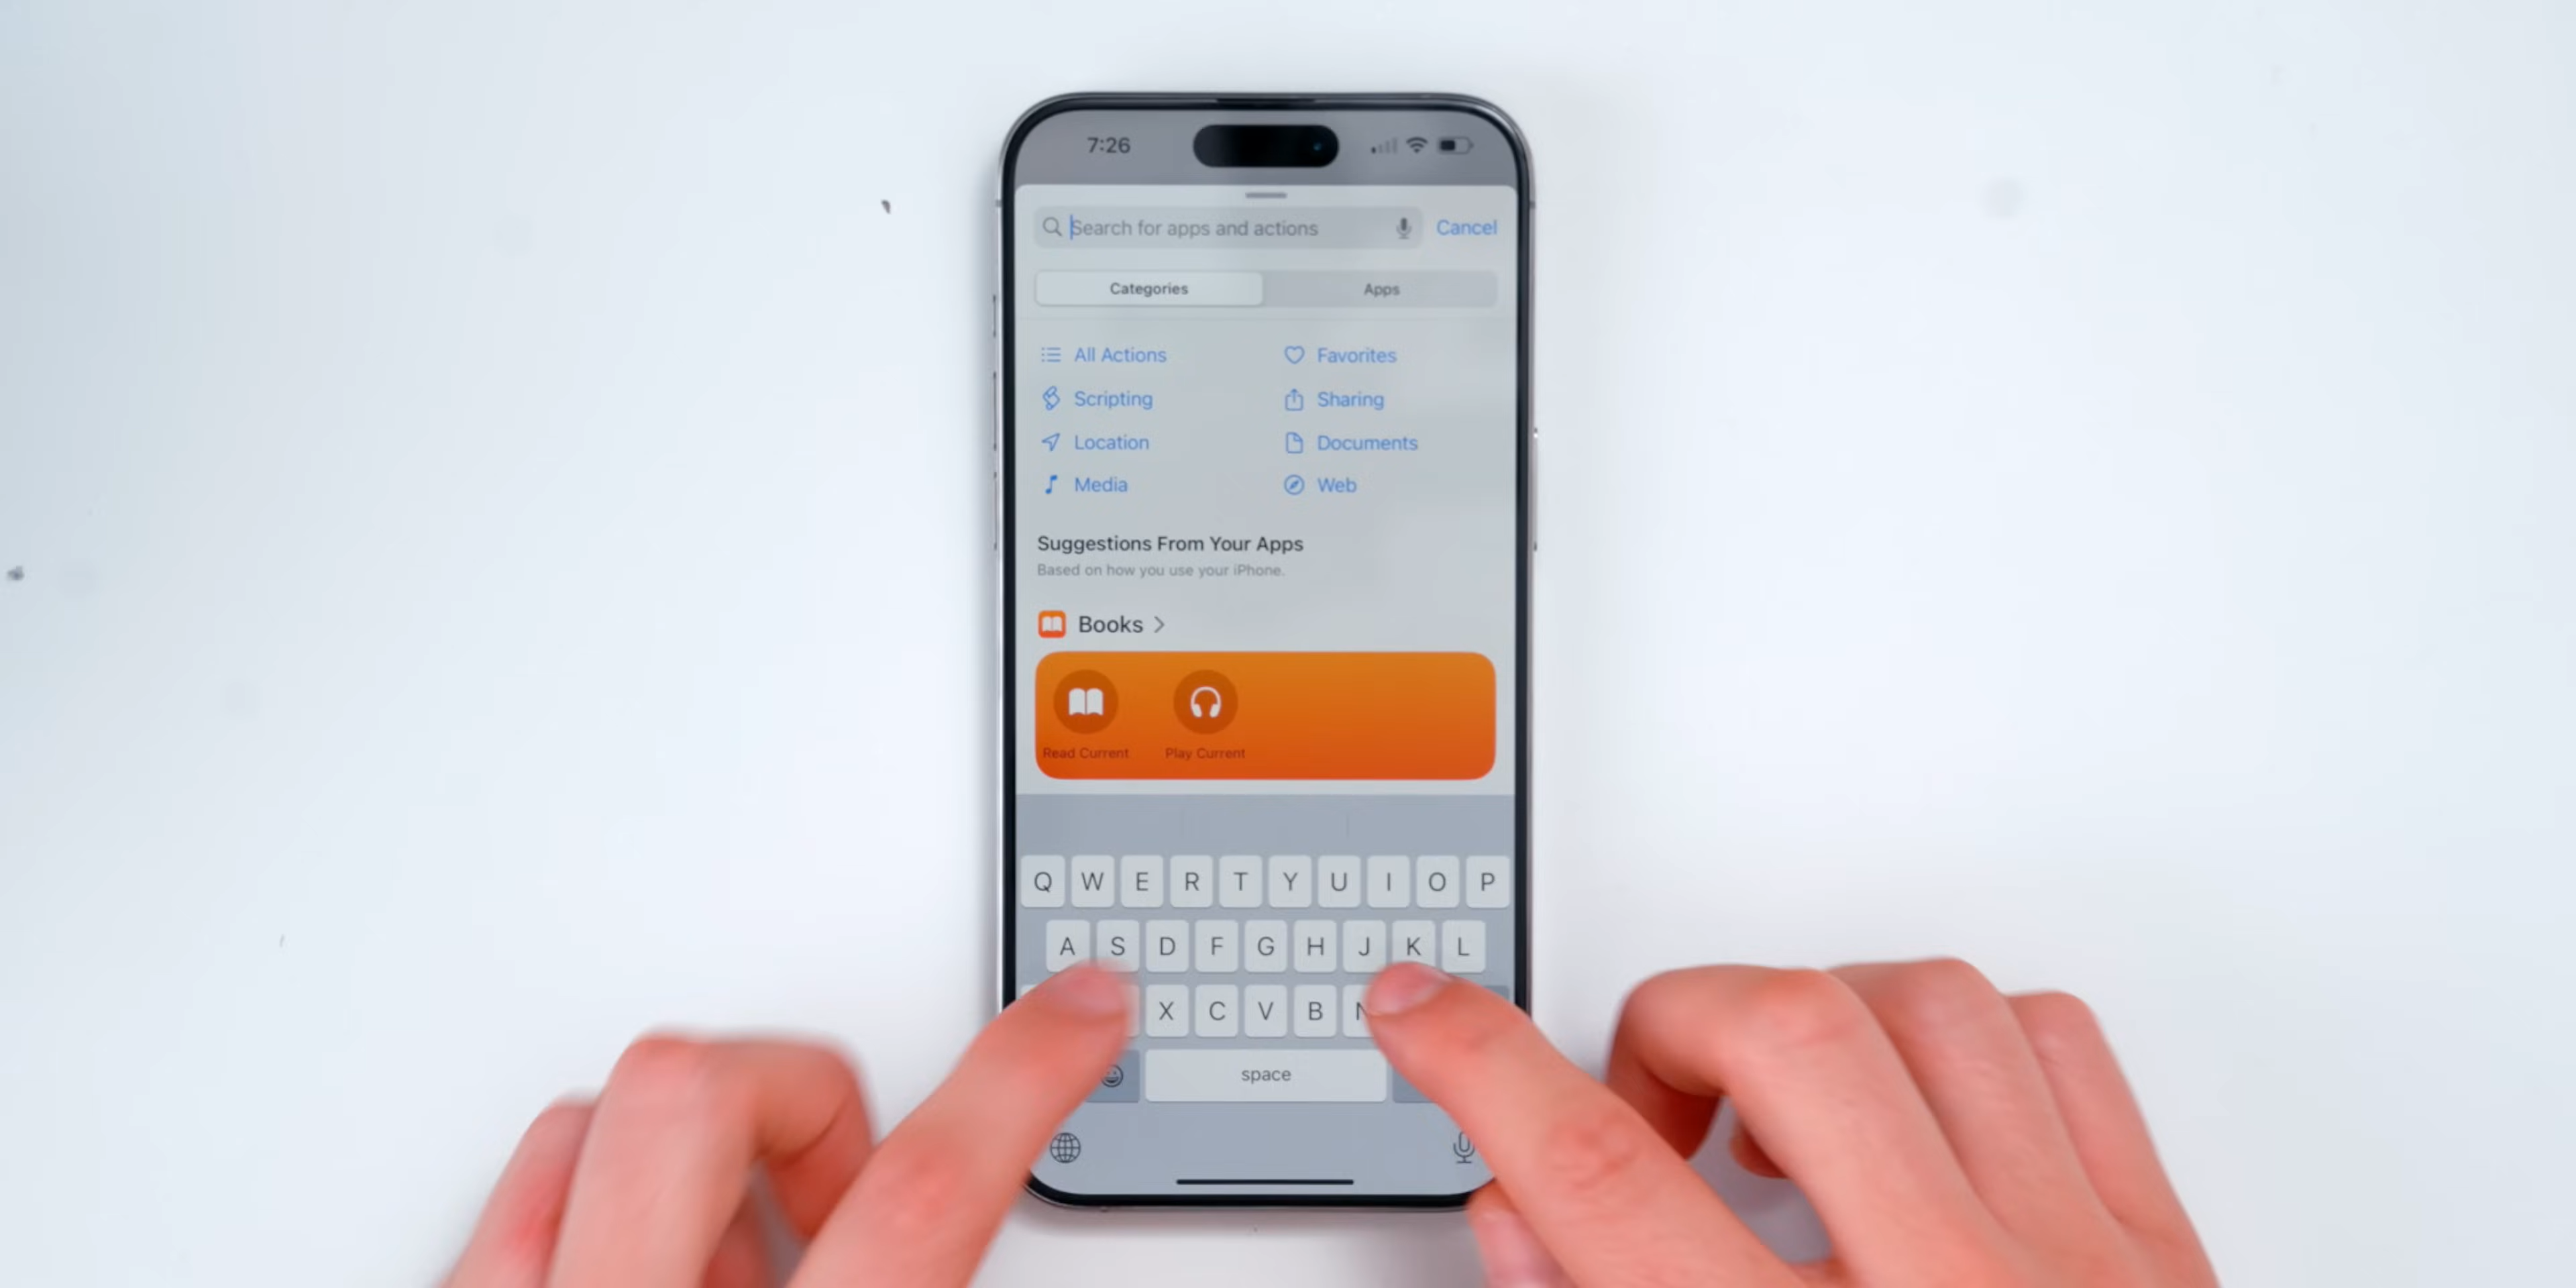 7:26
Search for apps and actions
Cancel
Categories
Apps
All Actions
Favorites
Scripting
Sharing
Location
Documents
Media
Web
Suggestions From Your Apps
Based on how you use your iPhone.
Books
Read Current
Play Current
Q W E R T Y U I O P
A S D F G H J K L
X C V B N
space